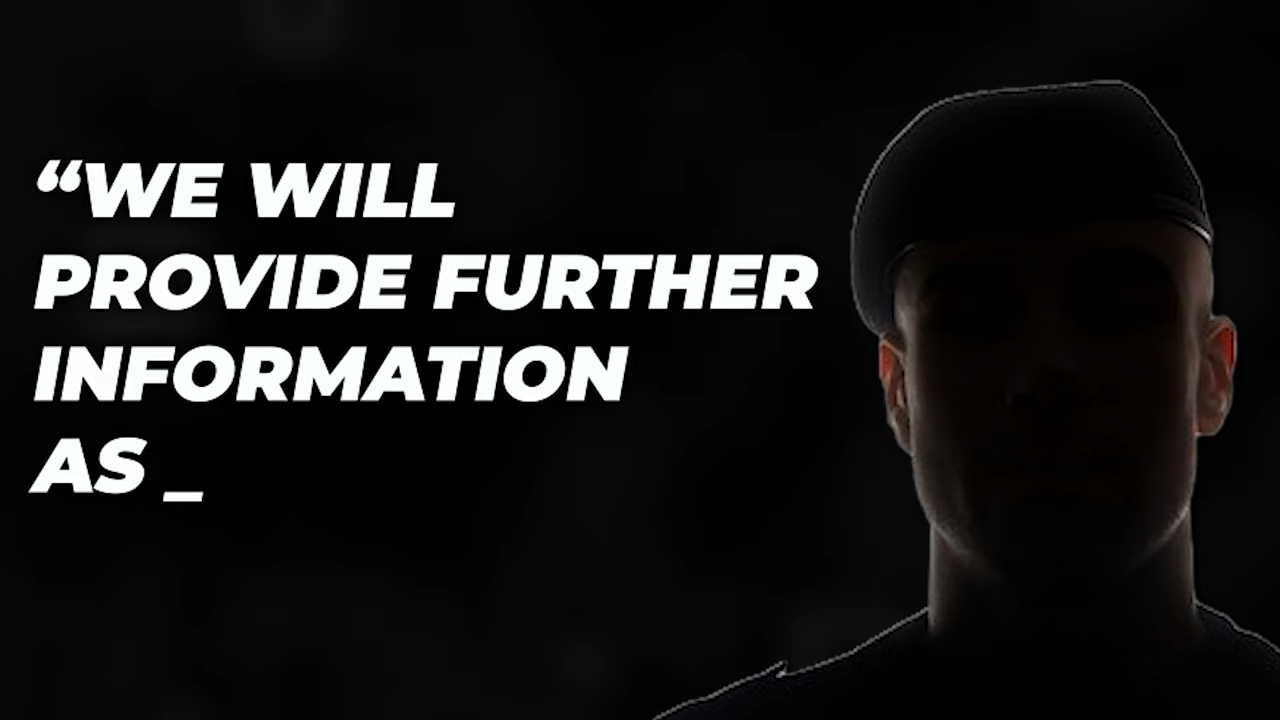 “WE WILL
PROVIDE FURTHER
INFORMATION
AS _